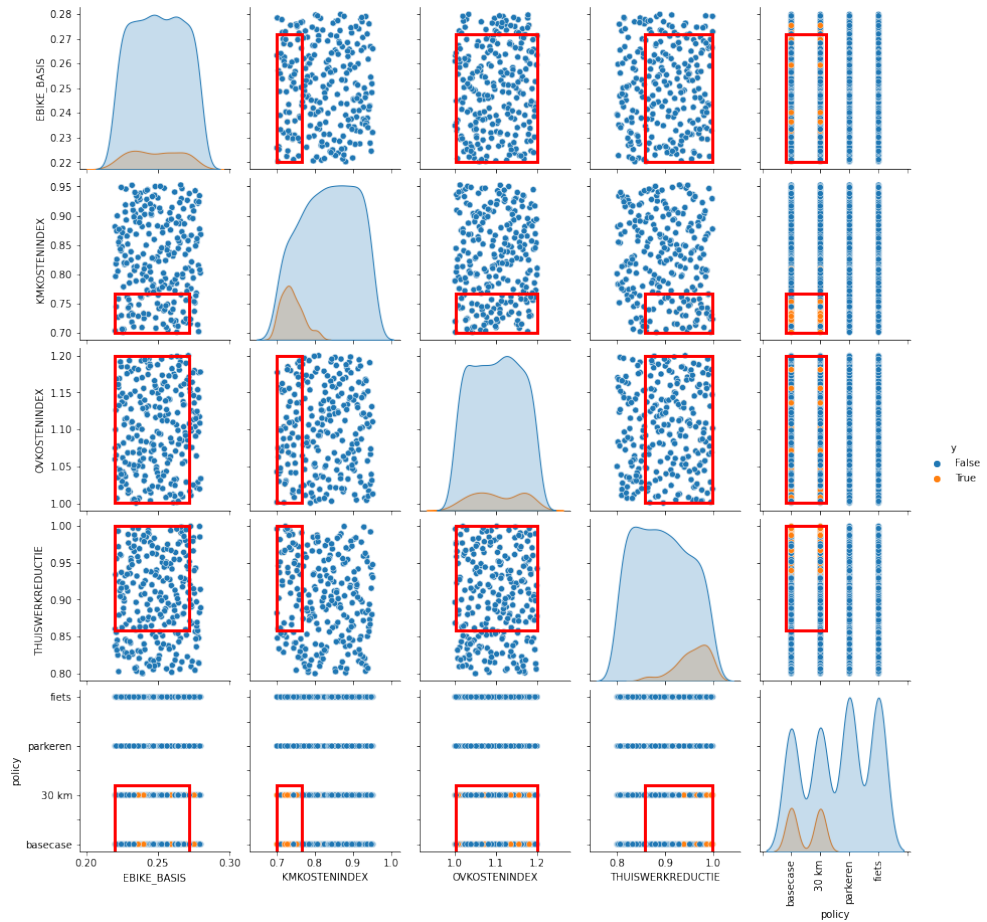 EBIKE_BASIS
0.28
0.27
0.26
0.25
0.24
0.23
0.22
KMKOSTENINDEX
0.95
0.90
0.85
0.80
0.75
0.70
OVKOSTENINDEX
1.20
1.15
1.10
1.05
1.00
y
False
True
THUISWERKREDUCTIE
1.00
0.95
0.90
0.85
0.80
policy
fiets
parkeren
30 km
basecase
0.20 0.25 0.30
EBIKE_BASIS
0.7 0.8 0.9 1.0
KMKOSTENINDEX
1.0 1.1 1.2
OVKOSTENINDEX
0.8 0.9 1.0
THUISWERKREDUCTIE
basecase
30 km
parkeren
fiets
policy